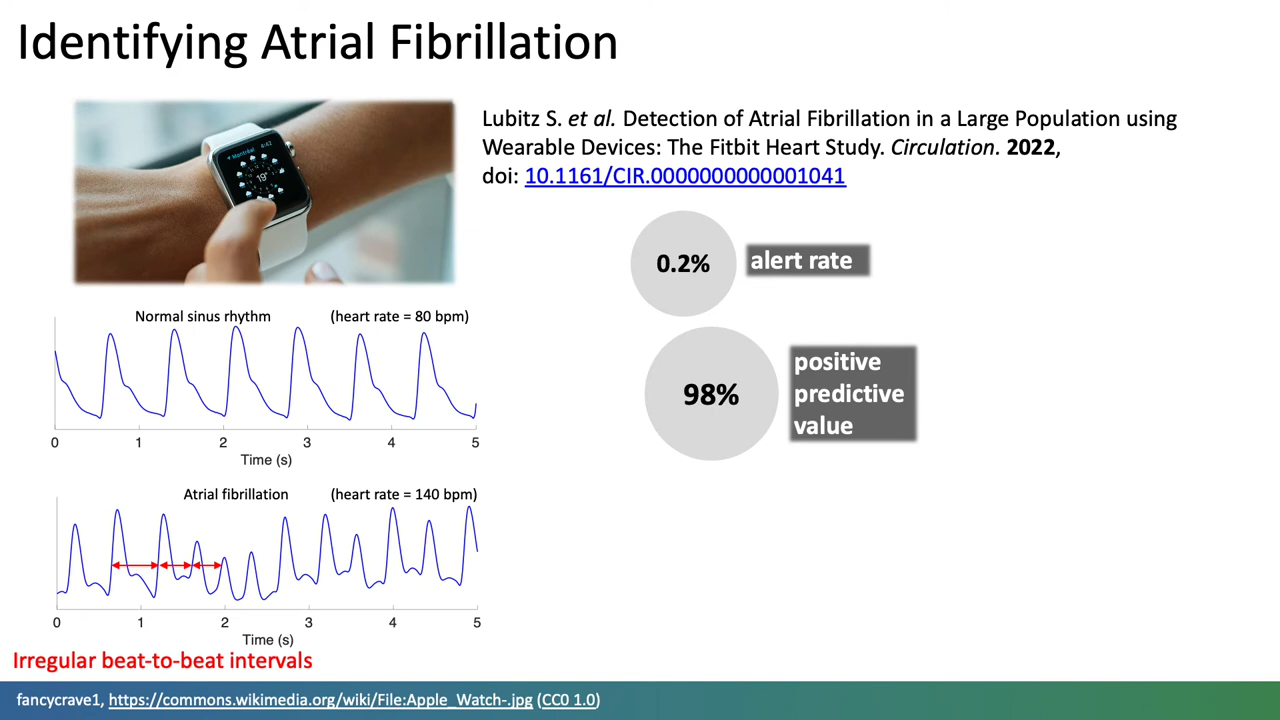 Identifying Atrial Fibrillation
Montréal 4:42
19°
Lubitz S. et al. Detection of Atrial Fibrillation in a Large Population using
Wearable Devices: The Fitbit Heart Study. Circulation. 2022,
doi: 10.1161/CIR.0000000000001041
0.2%
alert rate
98%
positive
predictive
value
Normal sinus rhythm (heart rate = 80 bpm)
0 1 2 3 4 5
Time (s)
Atrial fibrillation (heart rate = 140 bpm)
0 1 2 3 4 5
Time (s)
Irregular beat-to-beat intervals
fancycrave1, https://commons.wikimedia.org/wiki/File:Apple_Watch-.jpg (CC0 1.0)